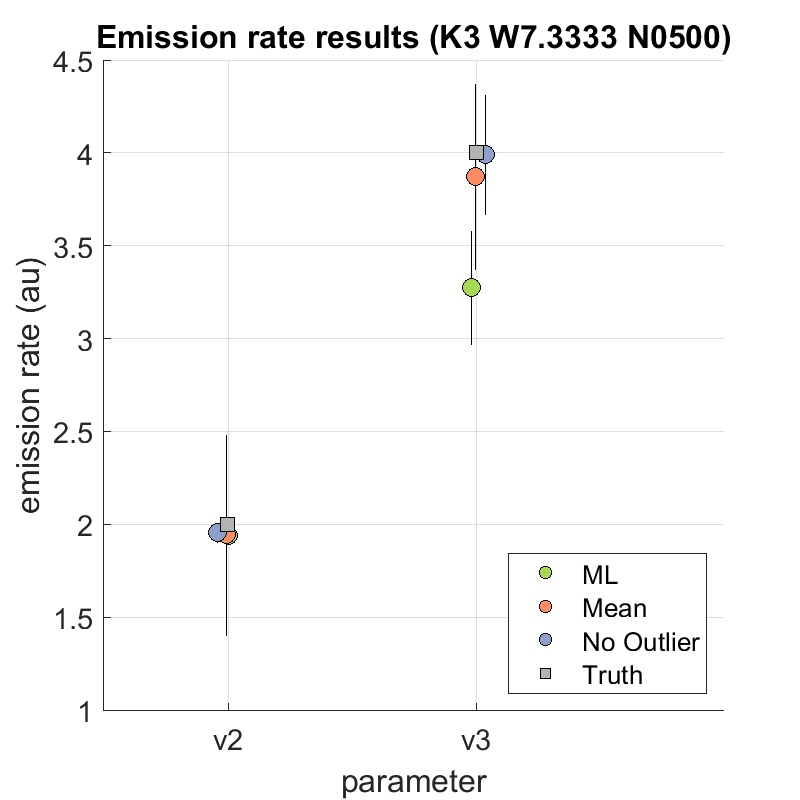 Emission rate results (K3 W7.3333 N0500)
4.5
4
3.5
3
2.5
2
1.5
1
emission rate (au)
v2
v3
parameter
ML
Mean
No Outlier
Truth